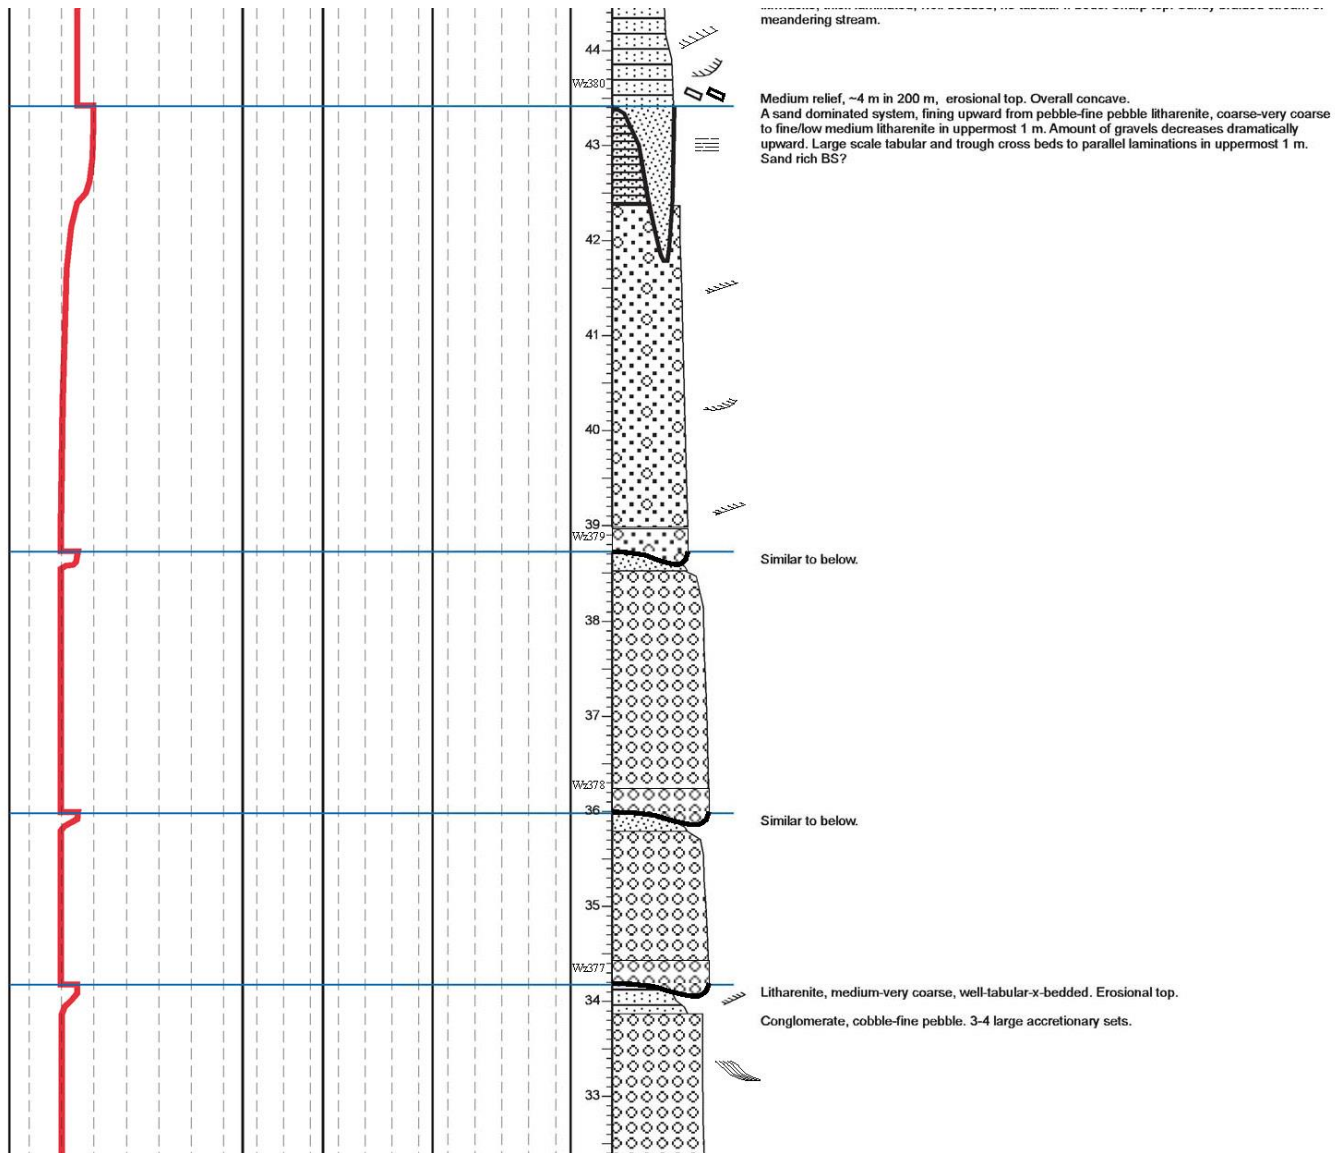 meandering stream.
44
Wz380
Medium relief, ~4 m in 200 m, erosional top. Overall concave.
A sand dominated system, fining upward from pebble-fine pebble litharenite, coarse-very coarse
to fine/low medium litharenite in uppermost 1 m. Amount of gravels decreases dramatically
upward. Large scale tabular and trough cross beds to parallel laminations in uppermost 1 m.
Sand rich BS?
43
42
41
40
39
Wz379
Similar to below.
38
37
Wz378
36
Similar to below.
35
Wz377
34
Litharenite, medium-very coarse, well-tabular-x-bedded. Erosional top.
Conglomerate, cobble-fine pebble. 3-4 large accretionary sets.
33